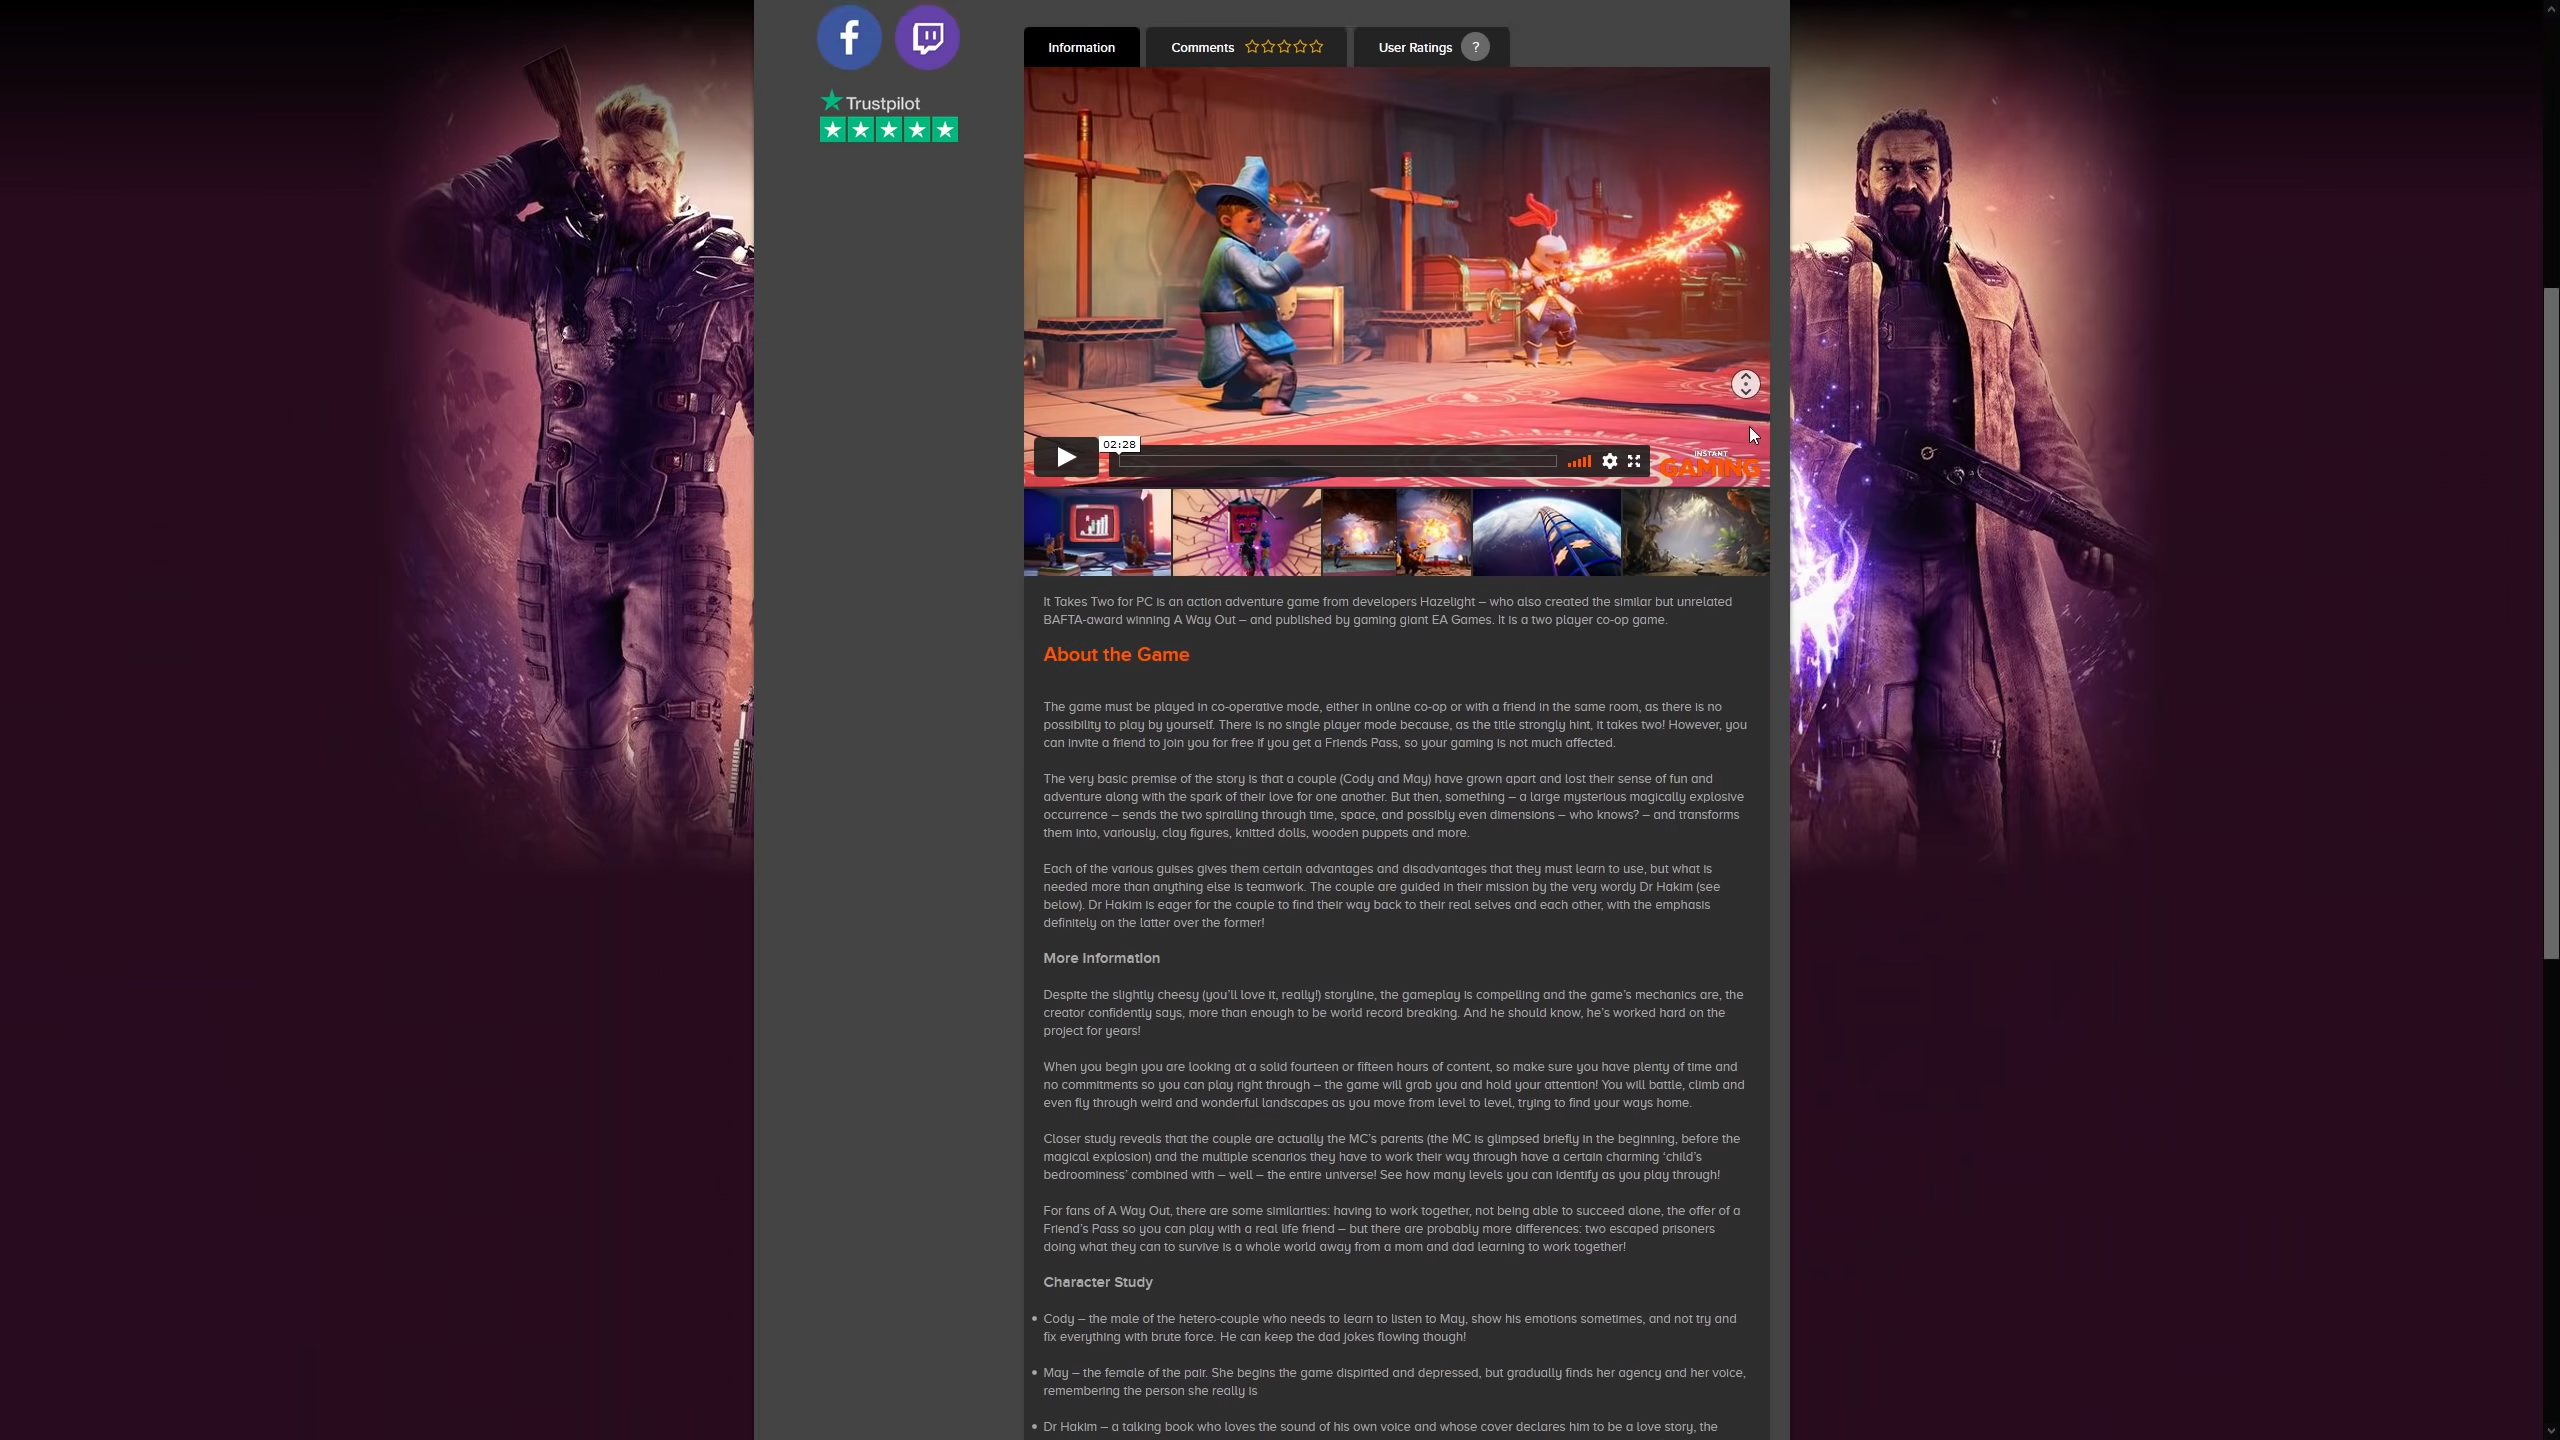 Information
Comments
User Ratings ?
Trustpilot
02:28
INSTANT
GAMING
It Takes Two for PC is an action adventure game from developers Hazelight – who also created the similar but unrelated
BAFTA-award winning A Way Out – and published by gaming giant EA Games. It is a two player co-op game.
About the Game
The game must be played in co-operative mode, either in online co-op or with a friend in the same room, as there is no
possibility to play by yourself. There is no single player mode because, as the title strongly hint, it takes two! However, you
can invite a friend to join you for free if you get a Friends Pass, so your gaming is not much affected.
The very basic premise of the story is that a couple (Cody and May) have grown apart and lost their sense of fun and
adventure along with the spark of their love for one another. But then, something – a large mysterious magically explosive
occurrence – sends the two spiralling through time, space, and possibly even dimensions – who knows? – and transforms
them into, variously, clay figures, knitted dolls, wooden puppets and more.
Each of the various guises gives them certain advantages and disadvantages that they must learn to use, but what is
needed more than anything else is teamwork. The couple are guided in their mission by the very wordy Dr Hakim (see
below). Dr Hakim is eager for the couple to find their way back to their real selves and each other, with the emphasis
definitely on the latter over the former!
More Information
Despite the slightly cheesy (you'll love it, really!) storyline, the gameplay is compelling and the game's mechanics are, the
creator confidently says, more than enough to be world record breaking. And he should know, he's worked hard on the
project for years!
When you begin you are looking at a solid fourteen or fifteen hours of content, so make sure you have plenty of time and
no commitments so you can play right through – the game will grab you and hold your attention! You will battle, climb and
even fly through weird and wonderful landscapes as you move from level to level, trying to find your ways home.
Closer study reveals that the couple are actually the MC's parents (the MC is glimpsed briefly in the beginning, before the
magical explosion) and the multiple scenarios they have to work their way through have a certain charming 'child's
bedroominess' combined with – well – the entire universe! See how many levels you can identify as you play through!
For fans of A Way Out, there are some similarities: having to work together, not being able to succeed alone, the offer of a
Friend's Pass so you can play with a real life friend – but there are probably more differences: two escaped prisoners
doing what they can to survive is a whole world away from a mom and dad learning to work together!
Character Study
• Cody – the male of the hetero-couple who needs to learn to listen to May, show his emotions sometimes, and not try and
fix everything with brute force. He can keep the dad jokes flowing though!
• May – the female of the pair. She begins the game dispirited and depressed, but gradually finds her agency and her voice,
remembering the person she really is
• Dr Hakim – a talking book who loves the sound of his own voice and whose cover declares him to be a love story, the